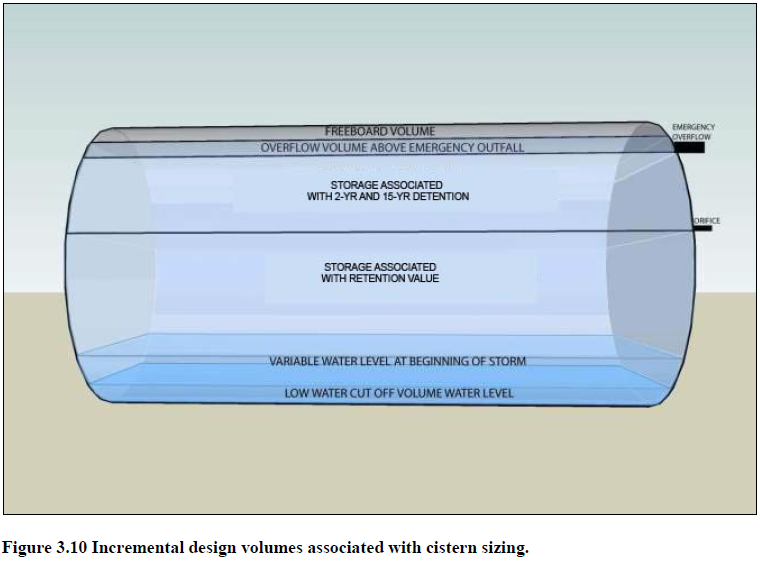 FREEBOARD VOLUME
EMERGENCY
OVERFLOW
OVERFLOW VOLUME ABOVE EMERGENCY OUTFALL
STORAGE ASSOCIATED
WITH 2-YR AND 15-YR DETENTION
ORIFICE
STORAGE ASSOCIATED
WITH RETENTION VALUE
VARIABLE WATER LEVEL AT BEGINNING OF STORM
LOW WATER CUT OFF VOLUME WATER LEVEL
Figure 3.10 Incremental design volumes associated with cistern sizing.